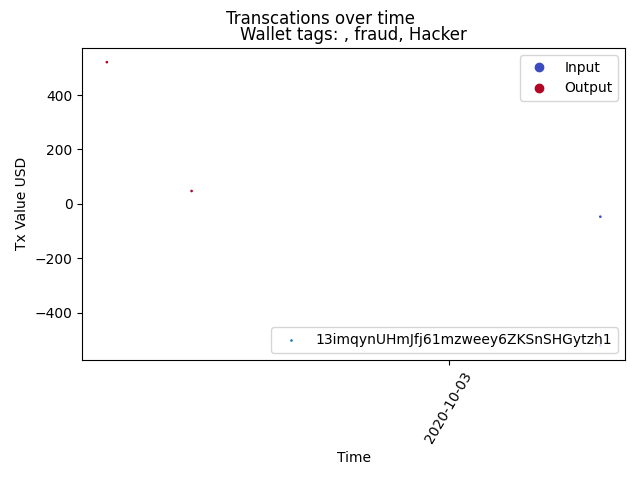 Transcations over time
Wallet tags: , fraud, Hacker
Input
Output
400
200
0
−200
−400
Tx Value USD
13imqynUHmJfj61mzweey6ZKSnSHGytzh1
2020-10-03
Time